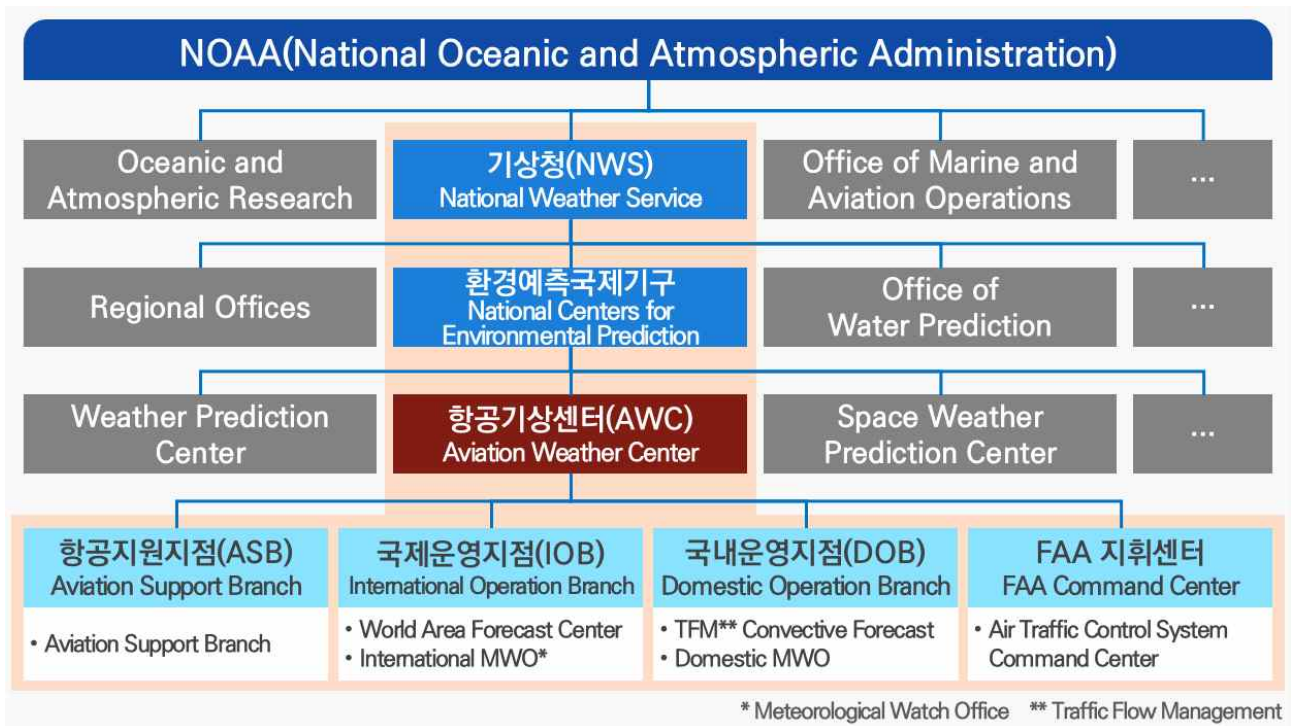 NOAA(National Oceanic and Atmospheric Administration)
Oceanic and
Atmospheric Research
기상청(NWS)
National Weather Service
Office of Marine and
Aviation Operations
...
Regional Offices
환경예측국제기구
National Centers for
Environmental Prediction
Office of
Water Prediction
...
Weather Prediction
Center
항공기상센터(AWC)
Aviation Weather Center
Space Weather
Prediction Center
...
항공지원지점(ASB)
Aviation Support Branch
• Aviation Support Branch
국제운영지점(IOB)
International Operation Branch
• World Area Forecast Center
• International MWO*
국내운영지점(DOB)
Domestic Operation Branch
• TFM** Convective Forecast
• Domestic MWO
FAA 지휘센터
FAA Command Center
• Air Traffic Control System
Command Center
* Meteorological Watch Office ** Traffic Flow Management